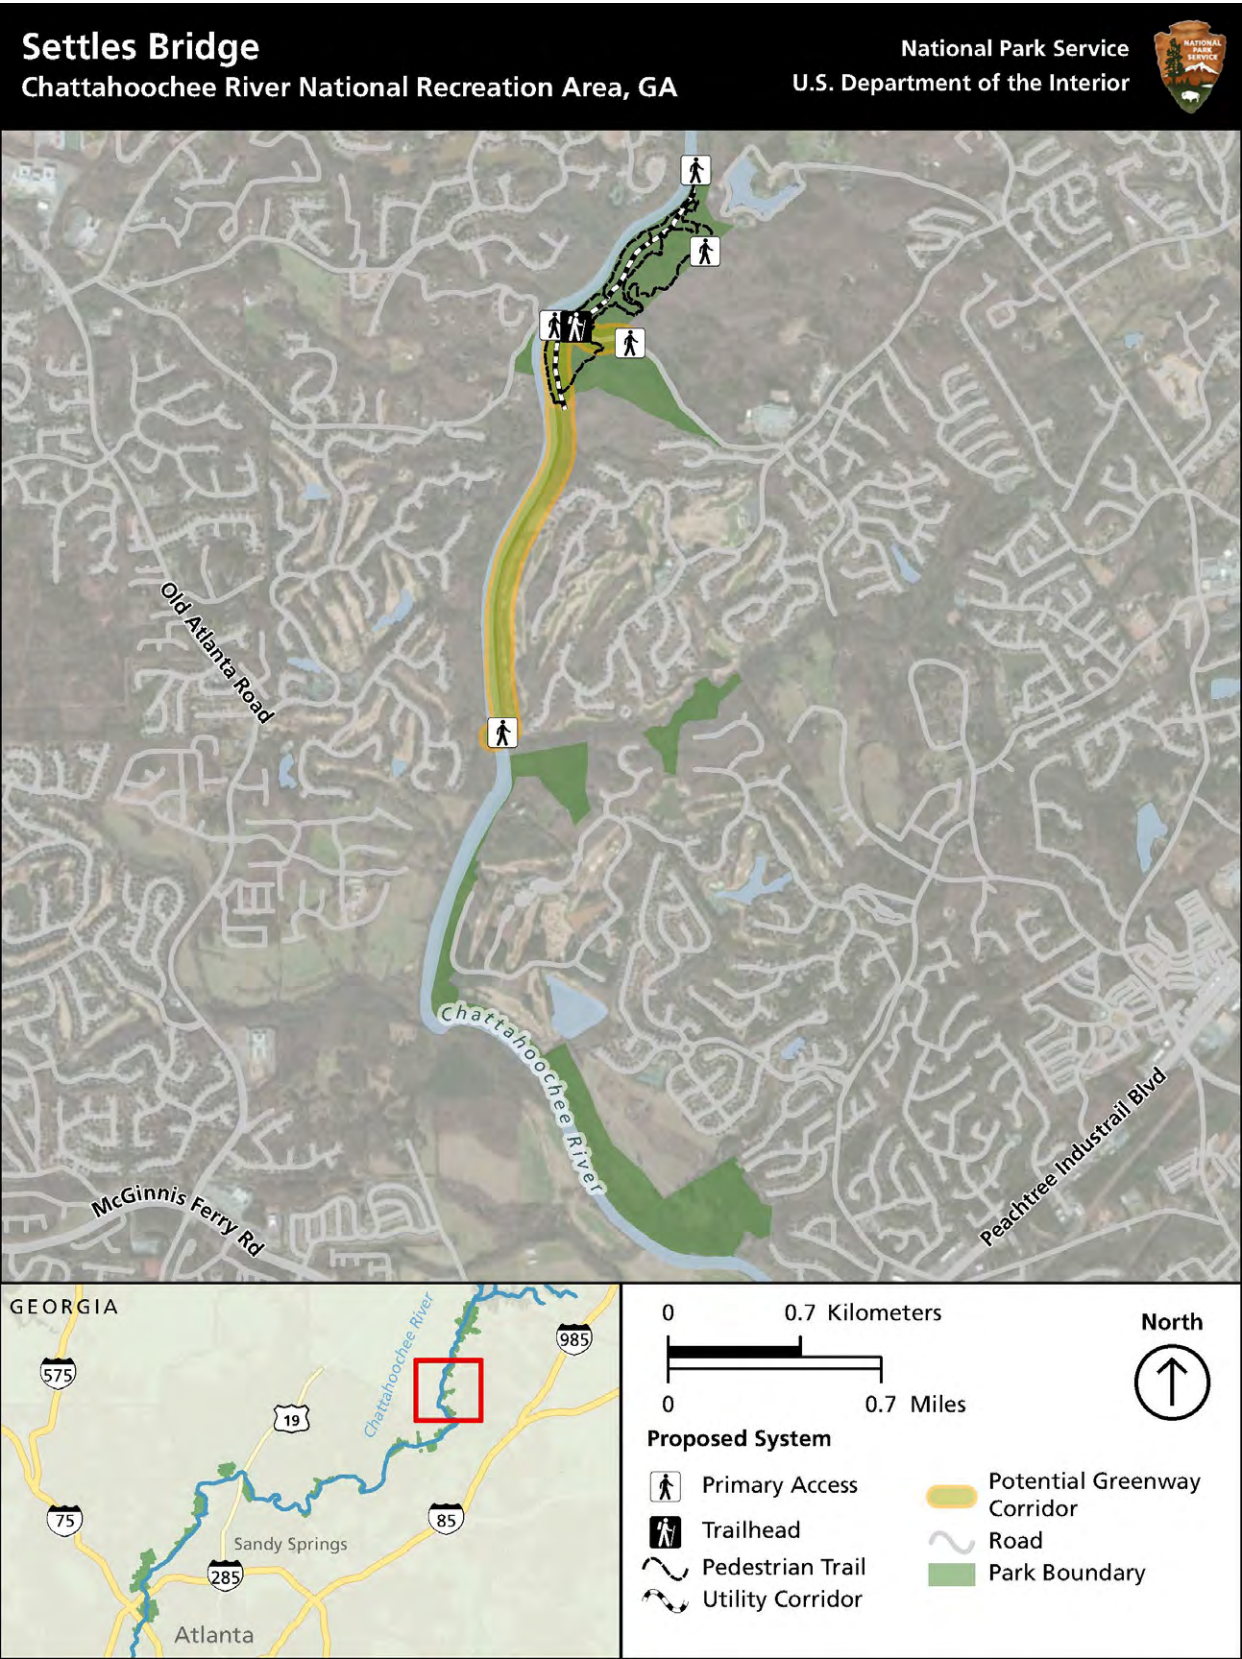 Settles Bridge
Chattahoochee River National Recreation Area, GA
National Park Service
U.S. Department of the Interior
NATIONAL
PARK
SERVICE
Old Atlanta Road
Chattahoochee River
McGinnis Ferry Rd
Peachtree Industrail Blvd
GEORGIA
Chattahoochee River
985
575
19
75
85
Sandy Springs
285
Atlanta
0 0.7 Kilometers
0 0.7 Miles
North
Proposed System
Primary Access
Trailhead
Pedestrian Trail
Utility Corridor
Potential Greenway
Corridor
Road
Park Boundary